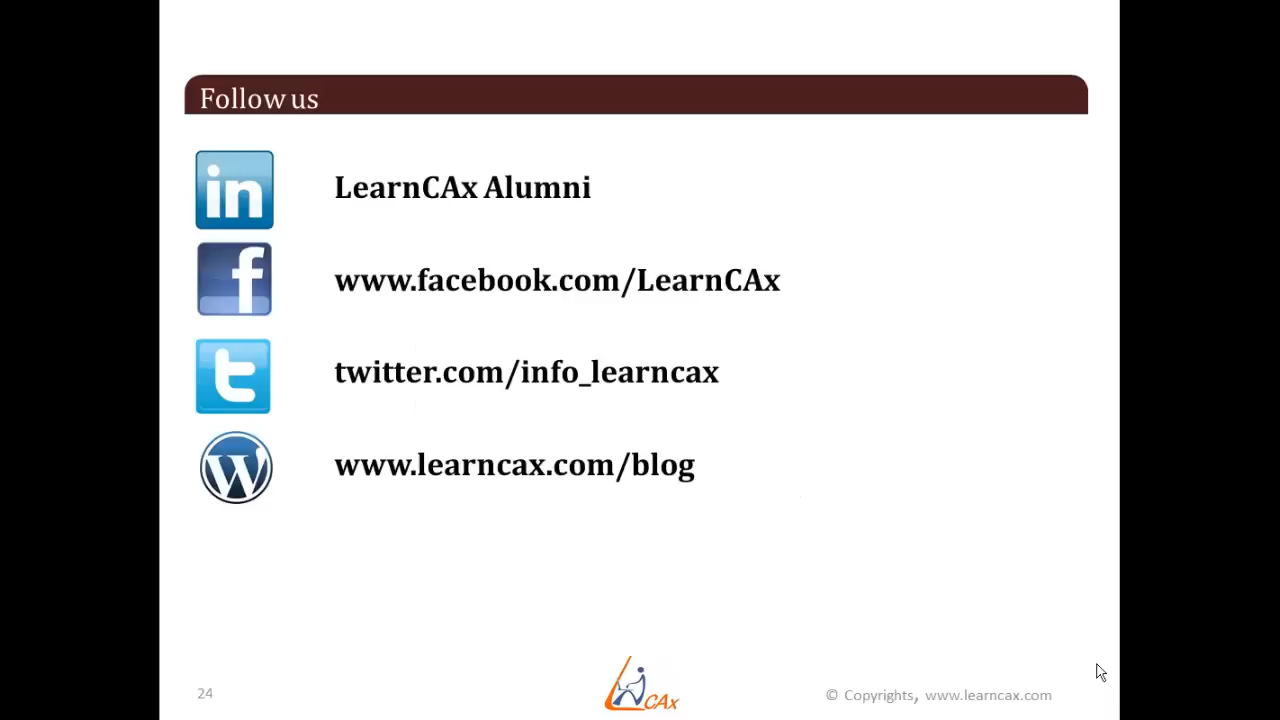 Follow us
in
LearnCAx Alumni
f
www.facebook.com/LearnCAx
t
twitter.com/info_learncax
W
www.learncax.com/blog
24
CAx
© Copyrights, www.learncax.com